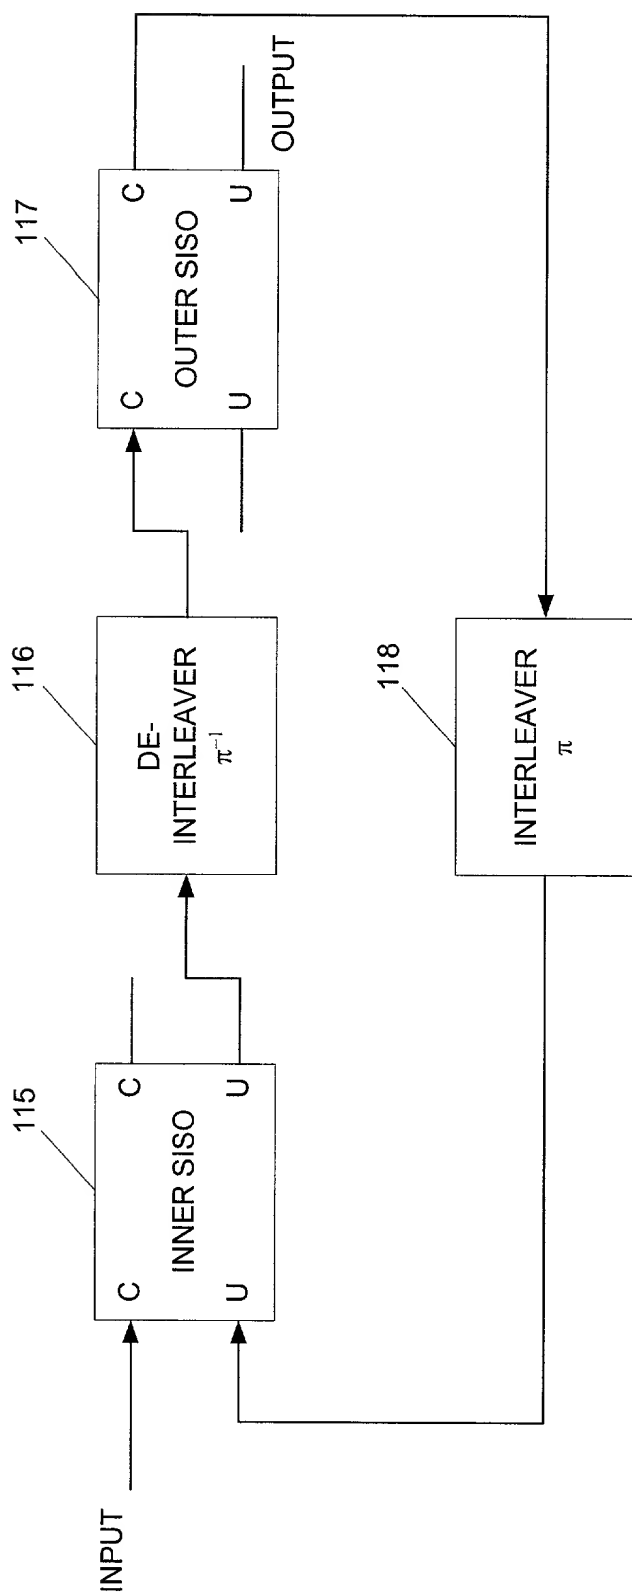 INPUT
115
C
C
INNER SISO
U
U
116
DE-
INTERLEAVER
π⁻¹
117
C
C
OUTER SISO
U
U
OUTPUT
118
INTERLEAVER
π